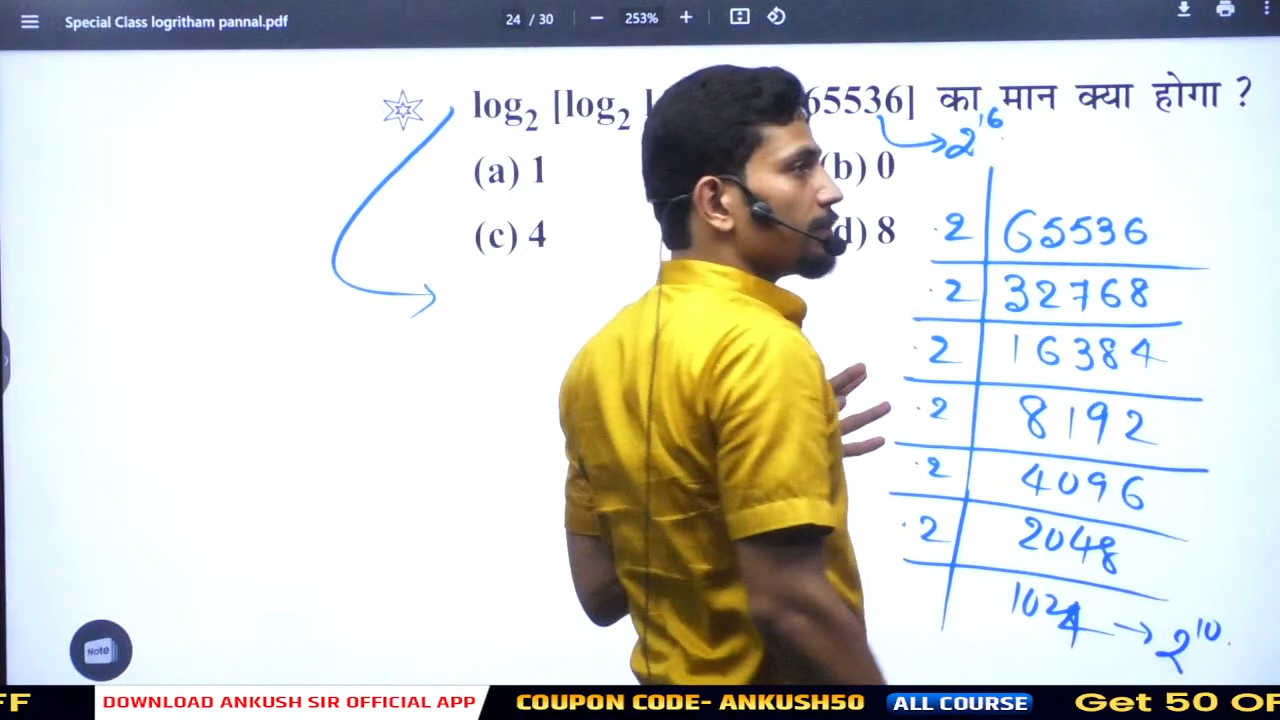 Special Class logritham pannal.pdf
24 / 30
253%
log2 [log2 65536] का मान क्या होगा ?
2^16
(a) 1
(b) 0
(c) 4
(d) 8
2 65536
2 32768
2 16384
2 8192
2 4096
2 2048
1024 → 2^10
Note
FF
DOWNLOAD ANKUSH SIR OFFICIAL APP
COUPON CODE- ANKUSH50
ALL COURSE
Get 50 OF